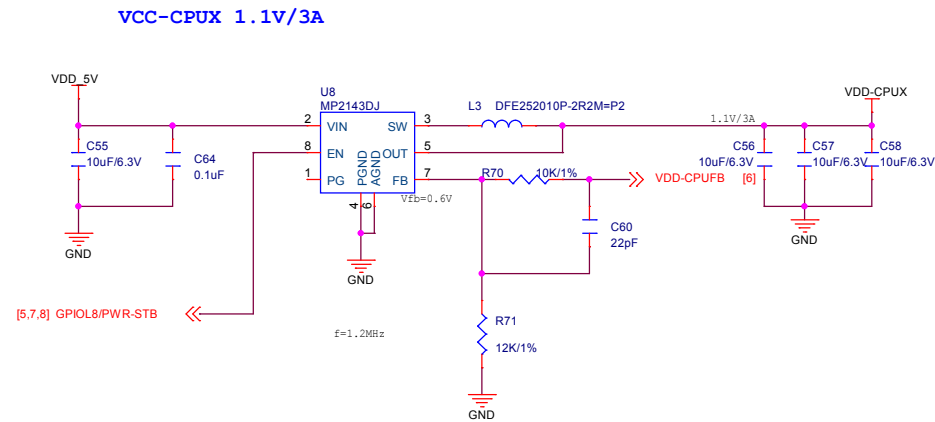 VCC-CPUX 1.1V/3A
VDD_5V
U8
MP2143DJ
L3 DFE252010P-2R2M=P2
VDD-CPUX
2 VIN SW 3
1.1V/3A
C55
10uF/6.3V
C64
0.1uF
8 EN OUT 5
C56
10uF/6.3V
C57
10uF/6.3V
C58
10uF/6.3V
1 PG PGND AGND FB 7
R70 10K/1%
VDD-CPUFB [6]
Vfb=0.6V
4 6
C60
22pF
GND
GND
GND
[5,7,8] GPIOL8/PWR-STB
f=1.2MHz
R71
12K/1%
GND